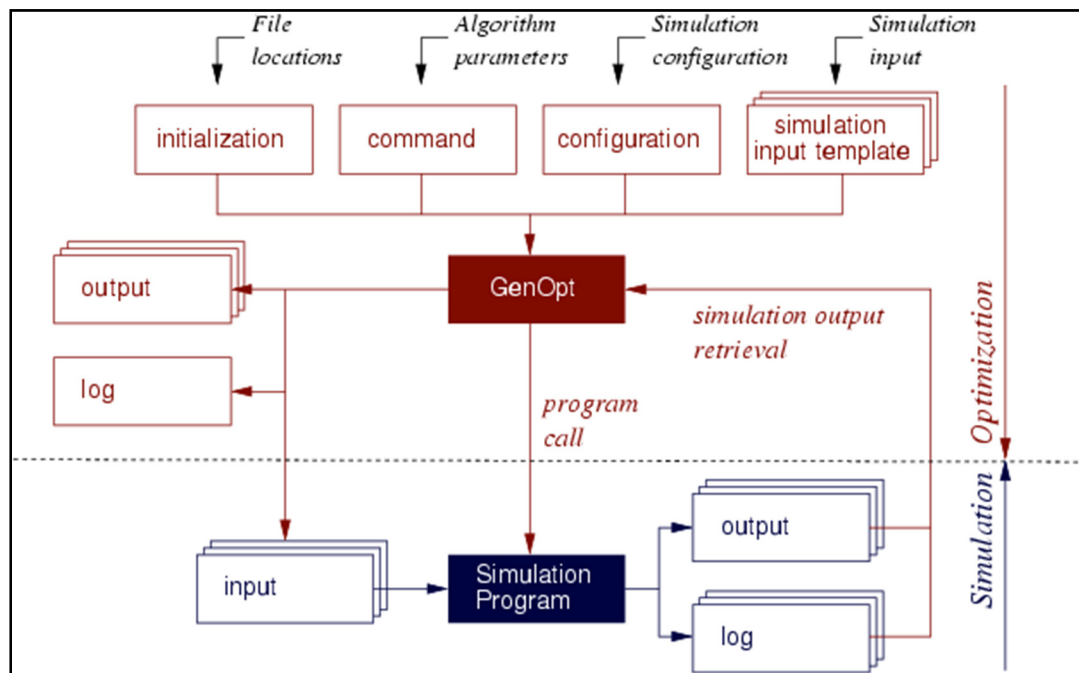 File
locations
Algorithm
parameters
Simulation
configuration
Simulation
input
initialization
command
configuration
simulation
input template
output
GenOpt
simulation output
retrieval
log
program
call
Optimization
Simulation
input
Simulation
Program
output
log